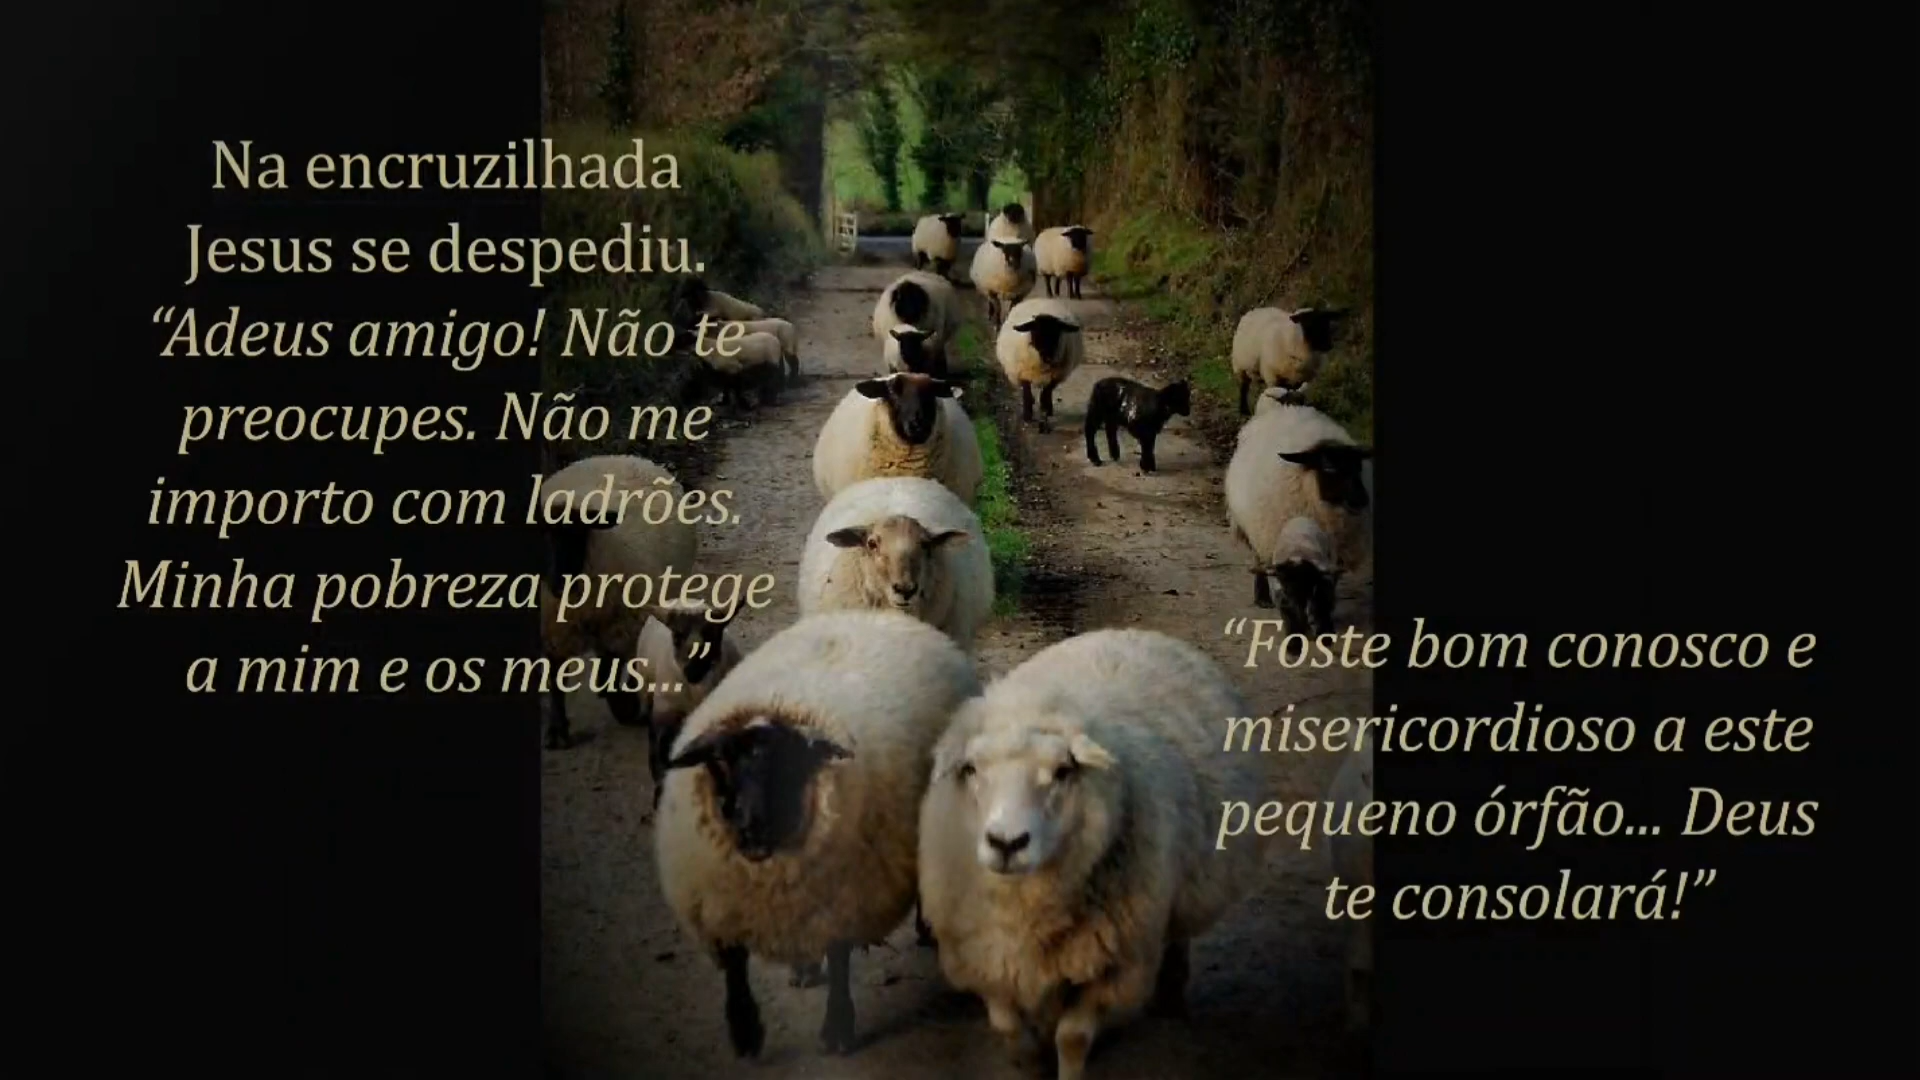 Na encruzilhada
Jesus se despediu.
“Adeus amigo! Não te
preocupes. Não me
importo com ladrões.
Minha pobreza protege
a mim e os meus...”
“Foste bom conosco e
misericordioso a este
pequeno órfão... Deus
te consolará!”